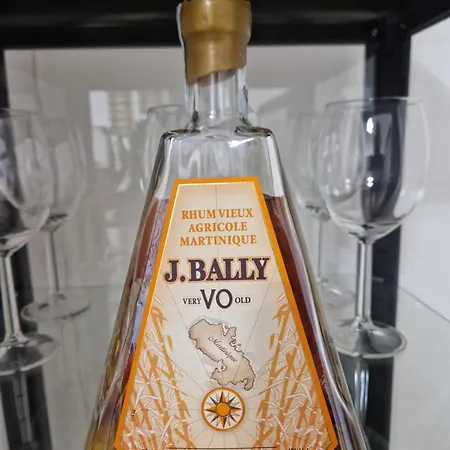 RHUM VIEUX
AGRICOLE
MARTINIQUE
J.BALLY
VERY VO OLD
Martinique